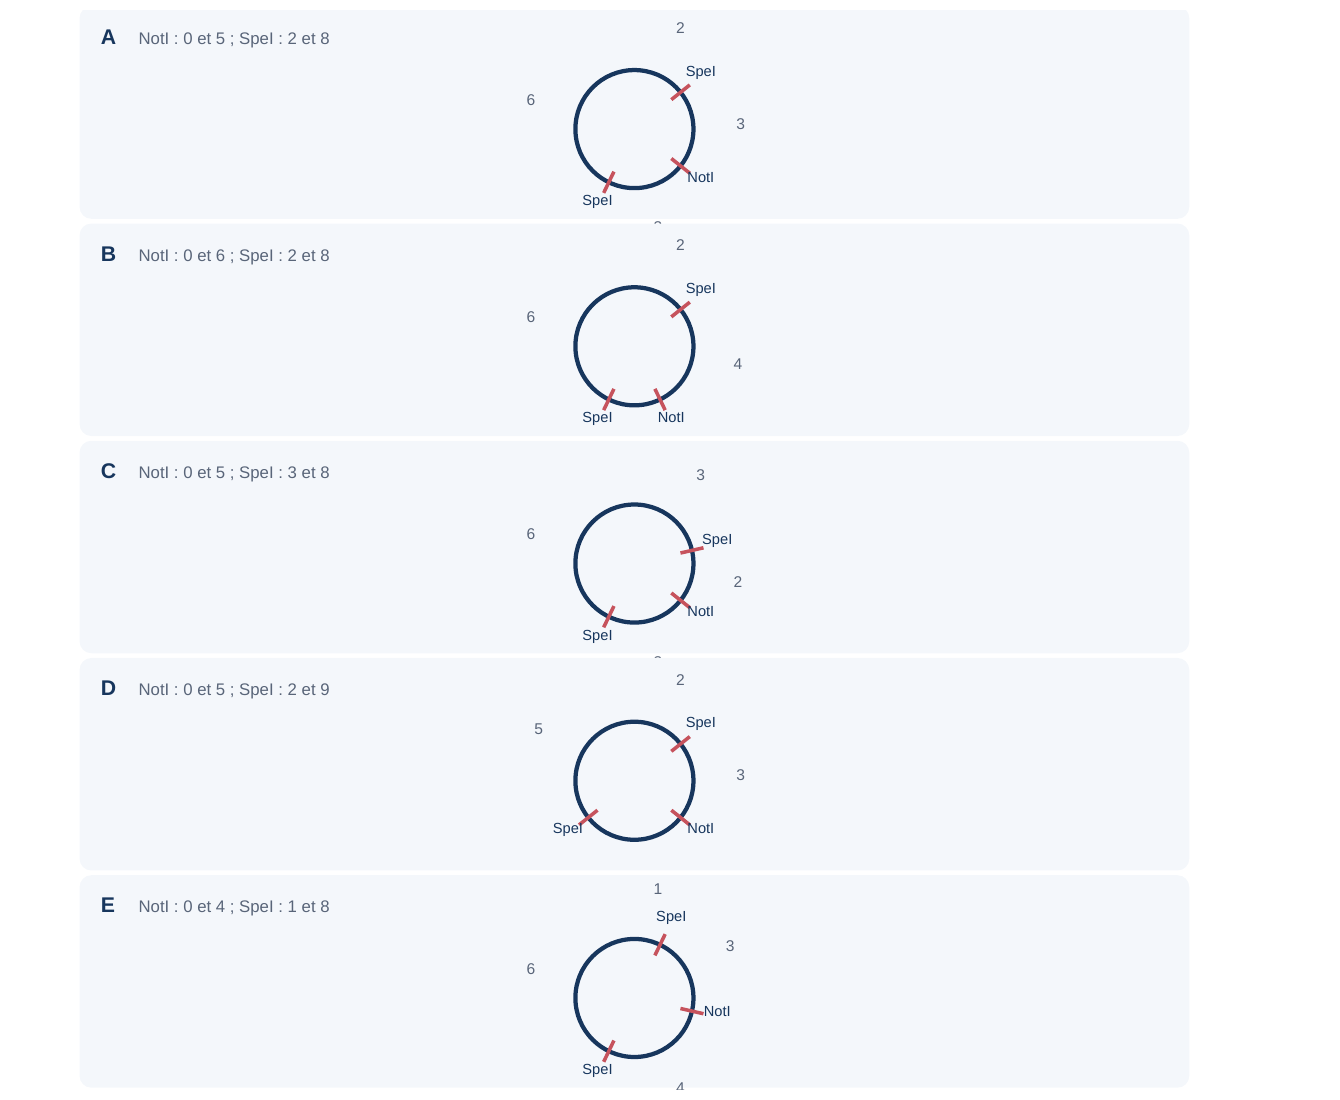 A NotI : 0 et 5 ; SpeI : 2 et 8
2
SpeI
6
3
NotI
SpeI
B NotI : 0 et 6 ; SpeI : 2 et 8
2
SpeI
6
4
SpeI NotI
C NotI : 0 et 5 ; SpeI : 3 et 8
3
6
SpeI
2
NotI
SpeI
D NotI : 0 et 5 ; SpeI : 2 et 9
2
SpeI
5
3
SpeI NotI
E NotI : 0 et 4 ; SpeI : 1 et 8
1
SpeI
3
6
NotI
SpeI
4